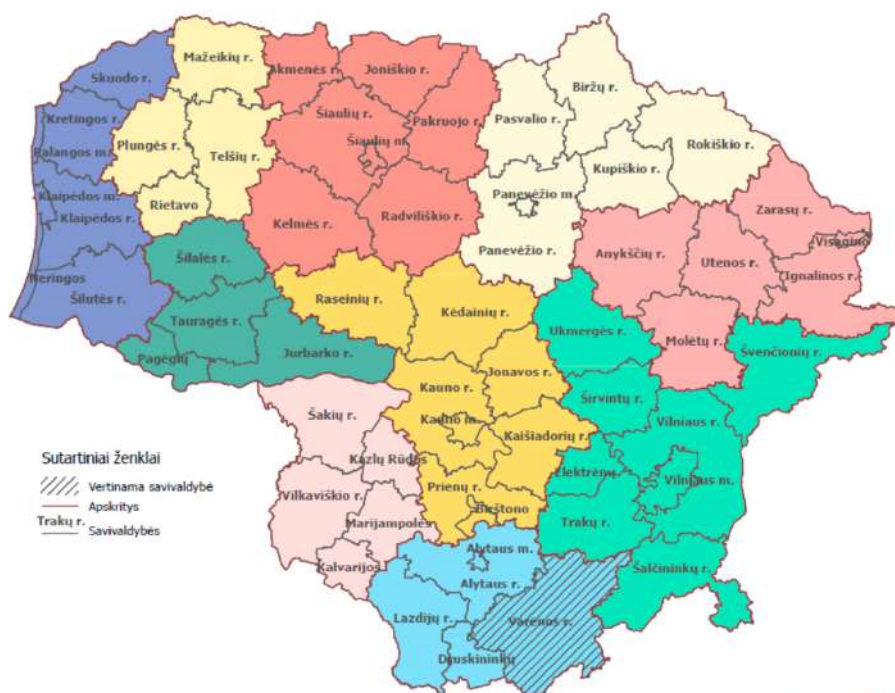 Skuodo r.
Mažeikių r.
Akmenės r.
Joniškio r.
Biržų r.
Pasvalio r.
Kretingos r.
Šiaulių r.
Pakruojo r.
Šiaulių m.
Rokiškio r.
Palangos m.
Plungės r.
Telšių r.
Kupiškio r.
Klaipėdos m.
Rietavo
Panevėžio m.
Zarasų r.
Klaipėdos r.
Kelmės r.
Radviliškio r.
Panevėžio r.
Anykščių r.
Utenos r.
Visagino
Neringos
Šilalės r.
Ignalinos r.
Šilutės r.
Raseinių r.
Kėdainių r.
Tauragės r.
Ukmergės r.
Molėtų r.
Švenčionių r.
Pagėgių
Jurbarko r.
Jonavos r.
Kauno r.
Širvintų r.
Šakių r.
Kauno m.
Kaišiadorių r.
Vilniaus r.
Kazlų Rūdos
Elektrėnų
Vilniaus m.
Vilkaviškio r.
Prienų r.
Birštono
Marijampolės
Trakų r.
Alytaus m.
Kalvarijos
Alytaus r.
Šalčininkų r.
Lazdijų r.
Varėnos r.
Druskininkų
Sutartiniai ženklai
Vertinama savivaldybė
Apskritys
Trakų r.
Savivaldybės